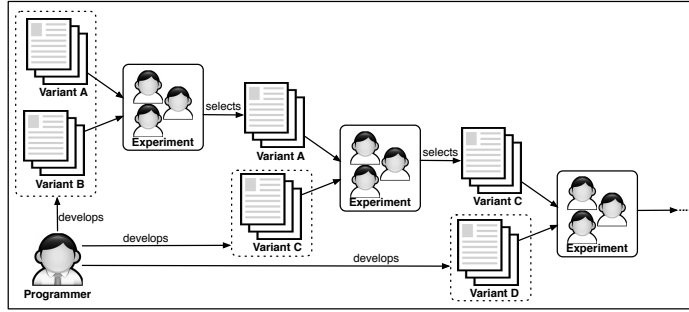 Variant A
Variant B
develops
Programmer
Experiment
selects
Variant A
develops
Variant C
Experiment
selects
Variant C
develops
Variant D
Experiment
....